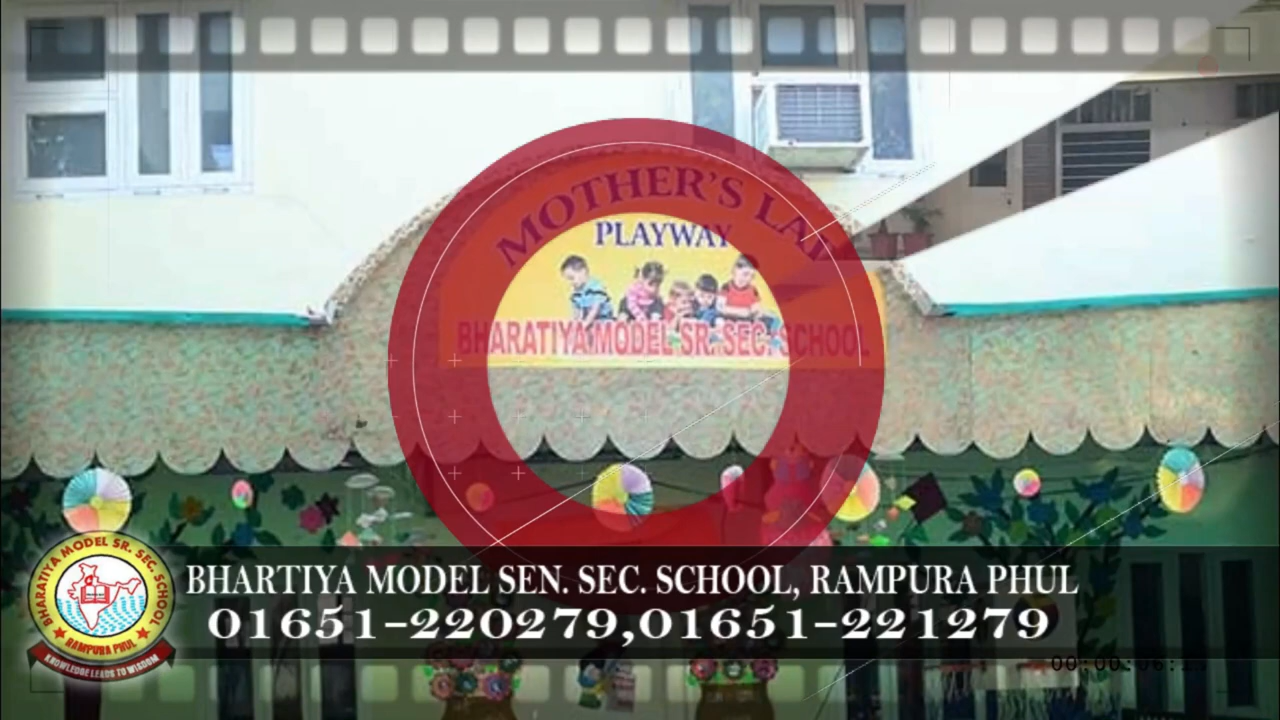 MOTHER'S
PLAYWAY
BHARATIYA MODEL SR. SEC. SCHOOL
BHARATIYA MODEL SR. SEC. SCHOOL
RAMPURA PHUL
KNOWLEDGE LEADS TO WISDOM
BHARTIYA MODEL SEN. SEC. SCHOOL, RAMPURA PHUL
01651-220279,01651-221279